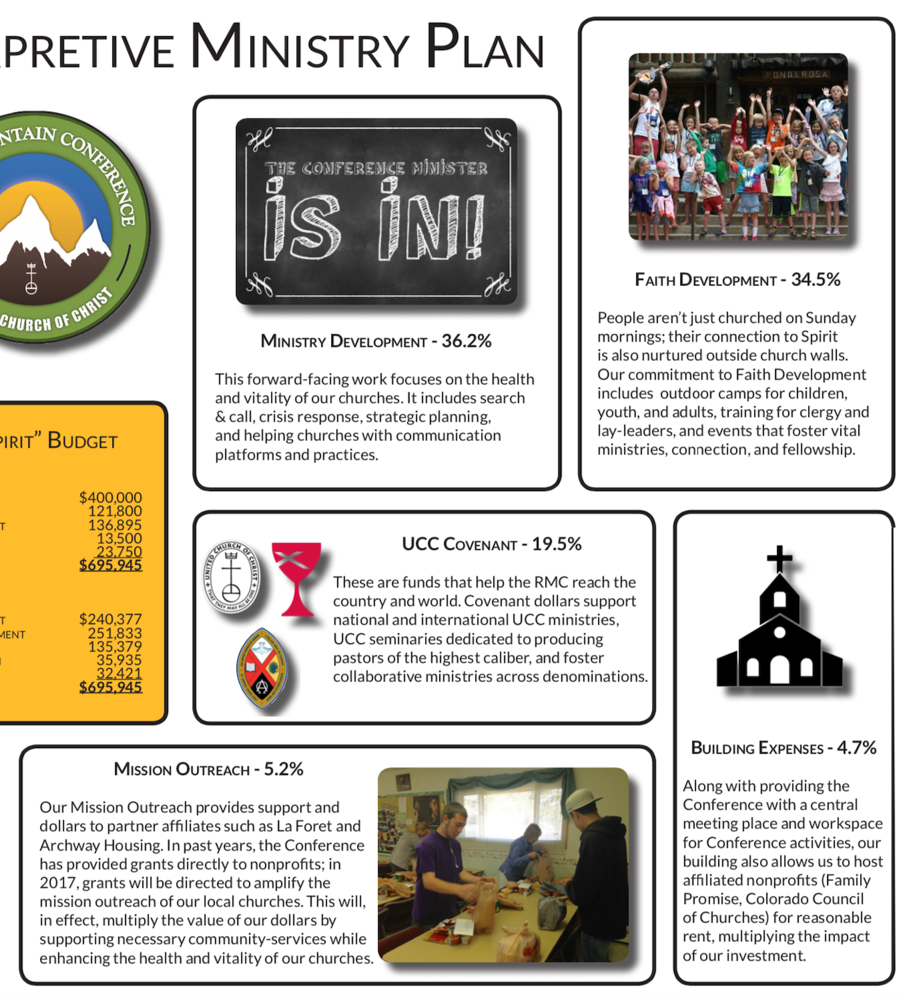 PRETIVE MINISTRY PLAN
NTAIN CONFERENCE
CHURCH OF CHRIST
THE CONFERENCE MINISTER
IS IN!
MINISTRY DEVELOPMENT - 36.2%
This forward-facing work focuses on the health
and vitality of our churches. It includes search
& call, crisis response, strategic planning,
and helping churches with communication
platforms and practices.
PONDEROSA
FAITH DEVELOPMENT - 34.5%
People aren't just churched on Sunday
mornings; their connection to Spirit
is also nurtured outside church walls.
Our commitment to Faith Development
includes outdoor camps for children,
youth, and adults, training for clergy and
lay-leaders, and events that foster vital
ministries, connection, and fellowship.
PIRIT” BUDGET
$400,000
121,800
T 136,895
13,500
23,750
$695,945
T $240,377
MENT 251,833
135,379
35,935
32,421
$695,945
UNITED CHURCH OF CHRIST
THAT THEY MAY ALL BE ONE
UCC COVENANT - 19.5%
These are funds that help the RMC reach the
country and world. Covenant dollars support
national and international UCC ministries,
UCC seminaries dedicated to producing
pastors of the highest caliber, and foster
collaborative ministries across denominations.
BUILDING EXPENSES - 4.7%
Along with providing the
Conference with a central
meeting place and workspace
for Conference activities, our
building also allows us to host
affiliated nonprofits (Family
Promise, Colorado Council
of Churches) for reasonable
rent, multiplying the impact
of our investment.
MISSION OUTREACH - 5.2%
Our Mission Outreach provides support and
dollars to partner affiliates such as La Foret and
Archway Housing. In past years, the Conference
has provided grants directly to nonprofits; in
2017, grants will be directed to amplify the
mission outreach of our local churches. This will,
in effect, multiply the value of our dollars by
supporting necessary community-services while
enhancing the health and vitality of our churches.